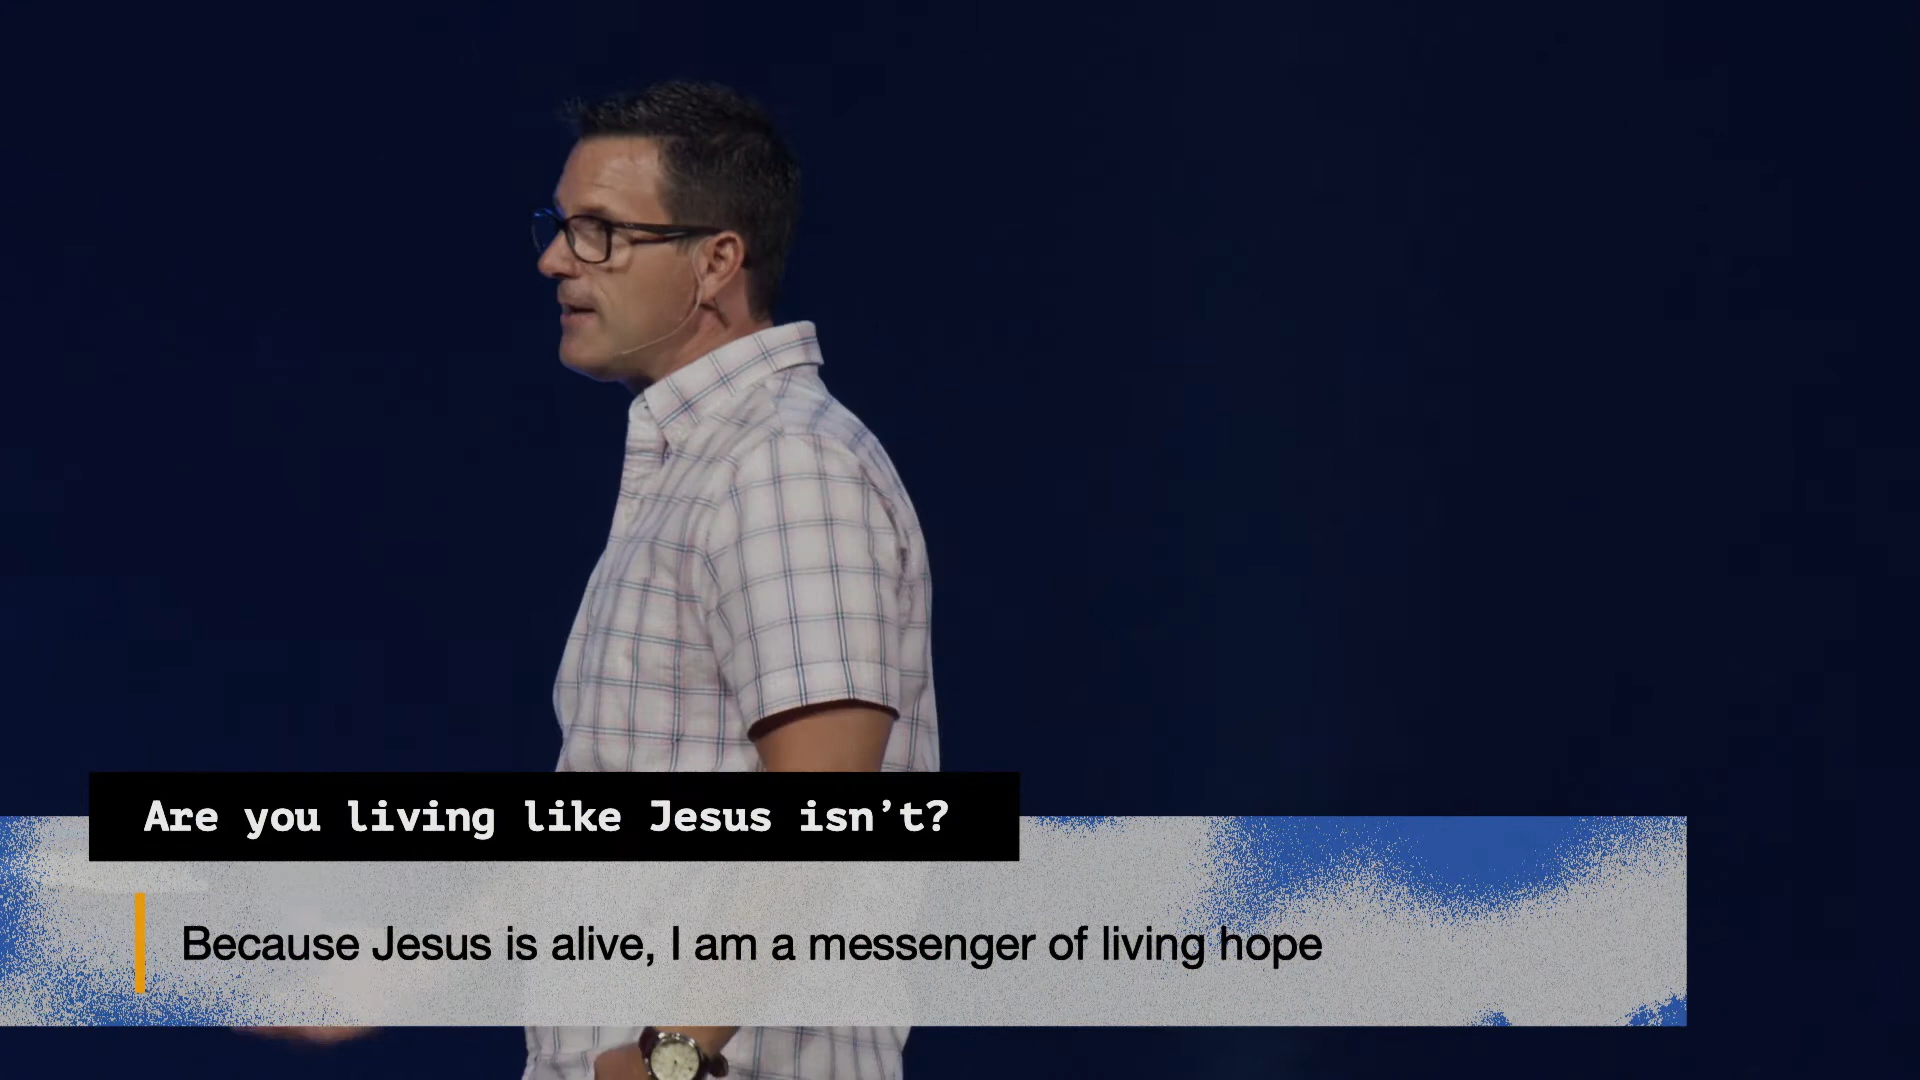 Are you living like Jesus isn’t?
Because Jesus is alive, I am a messenger of living hope